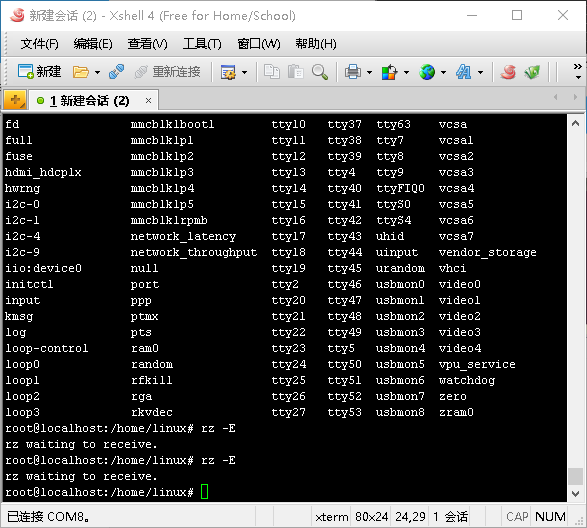 新建会话 (2) - Xshell 4 (Free for Home/School)
文件(F) 编辑(E) 查看(V) 工具(T) 窗口(W) 帮助(H)
新建 重新连接
1 新建会话 (2)
fd mmcblk1boot1 tty10 tty37 tty63 vcsa
full mmcblk1p1 tty11 tty38 tty7 vcsa1
fuse mmcblk1p2 tty12 tty39 tty8 vcsa2
hdmi_hdcp1x mmcblk1p3 tty13 tty4 tty9 vcsa3
hwrng mmcblk1p4 tty14 tty40 ttyFIQ0 vcsa4
i2c-0 mmcblk1p5 tty15 tty41 ttyS0 vcsa5
i2c-1 mmcblk1rpmb tty16 tty42 ttyS4 vcsa6
i2c-4 network_latency tty17 tty43 uhid vcsa7
i2c-9 network_throughput tty18 tty44 uinput vendor_storage
iio:device0 null tty19 tty45 urandom vhci
initctl port tty2 tty46 usbmon0 video0
input ppp tty20 tty47 usbmon1 video1
kmsg ptmx tty21 tty48 usbmon2 video2
log pts tty22 tty49 usbmon3 video3
loop-control ram0 tty23 tty5 usbmon4 video4
loop0 random tty24 tty50 usbmon5 vpu_service
loop1 rfkill tty25 tty51 usbmon6 watchdog
loop2 rga tty26 tty52 usbmon7 zero
loop3 rkvdec tty27 tty53 usbmon8 zram0
root@localhost:/home/linux# rz -E
rz waiting to receive.
root@localhost:/home/linux# rz -E
rz waiting to receive.
root@localhost:/home/linux#
已连接 COM8。 xterm 80x24 24,29 1 会话 CAP NUM